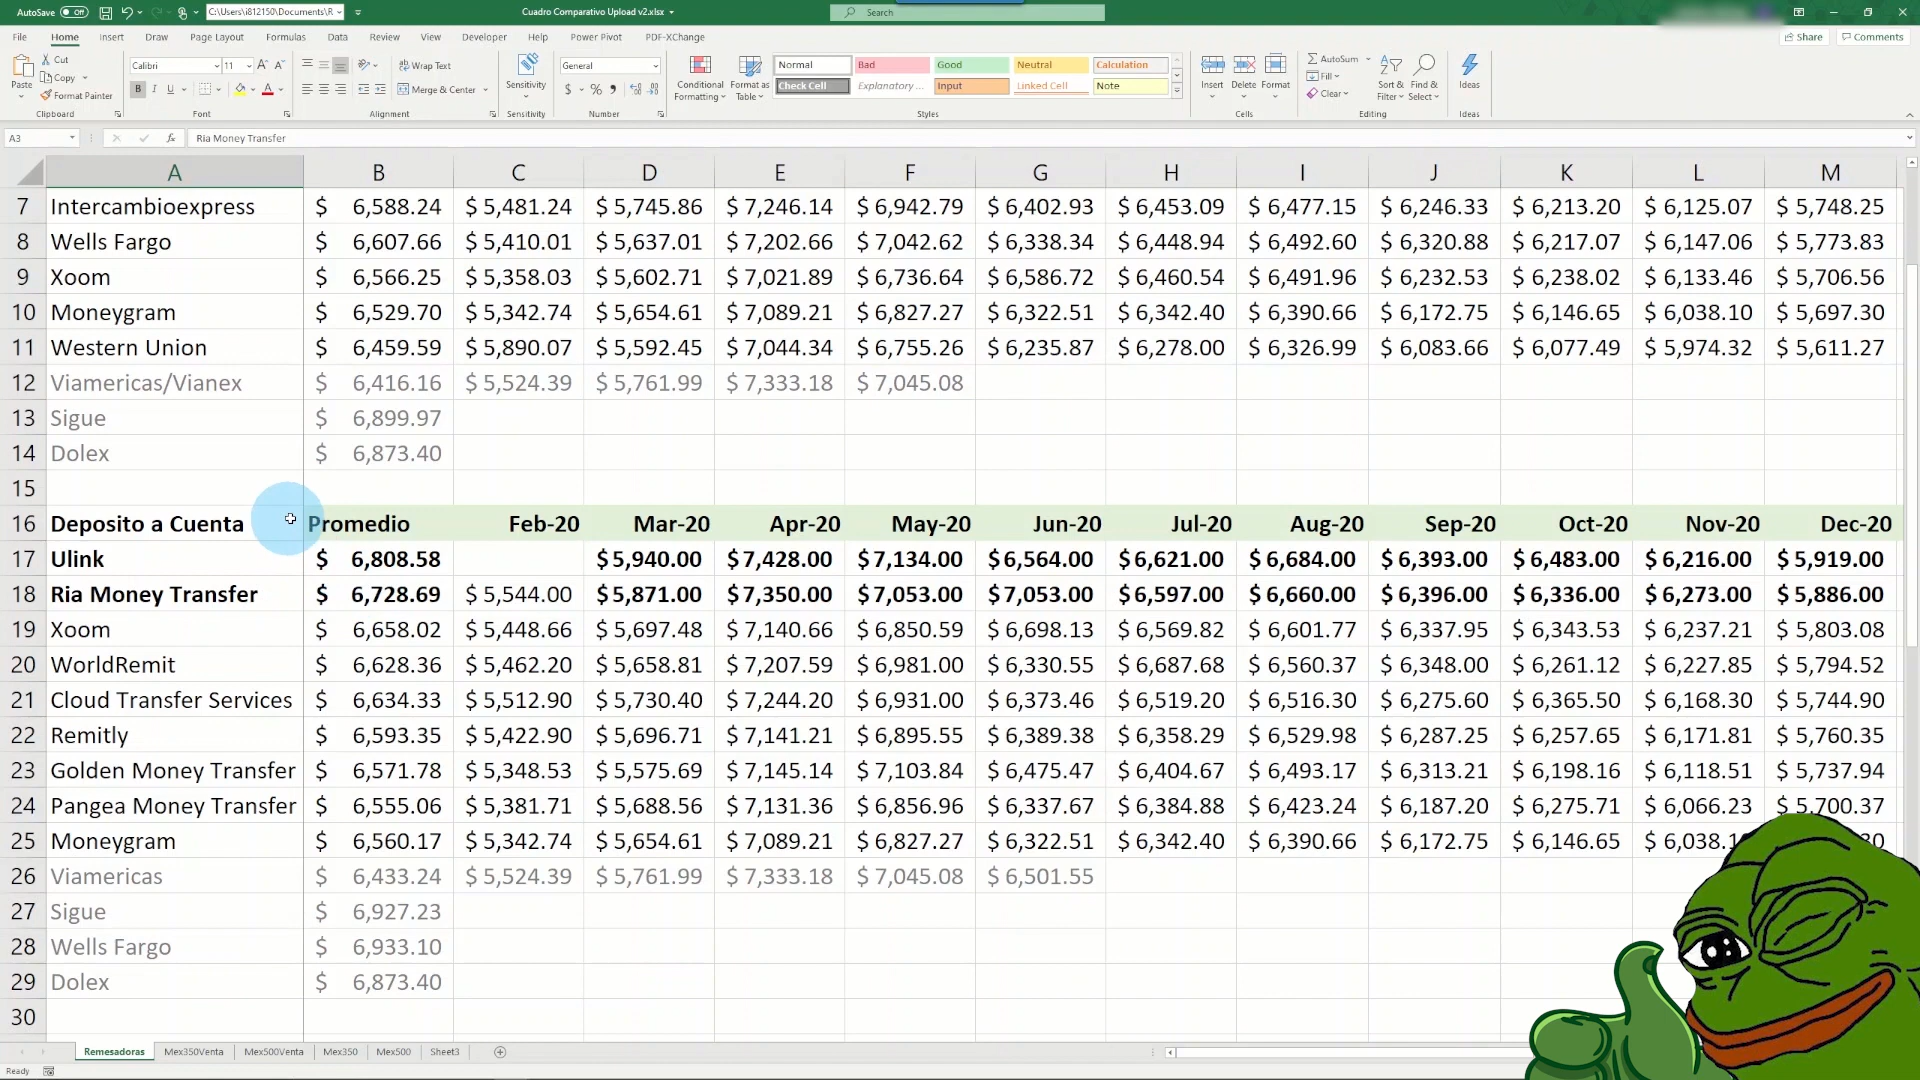 AutoSave Off C:\Users\i812150\Documents\R Cuadro Comparativo Upload v2.xlsx Search
File Home Insert Draw Page Layout Formulas Data Review View Developer Help Power Pivot PDF-XChange Share Comments
Cut Calibri 11 Wrap Text General Normal Bad Good Neutral Calculation AutoSum
Paste Copy Fill
Format Painter Merge & Center Sensitivity Conditional Formatting Format as Table Check Cell Explanatory ... Input Linked Cell Note Insert Delete Format Clear Sort & Filter Find & Select Ideas
Clipboard Font Alignment Sensitivity Number Styles Cells Editing Ideas
A3 fx Ria Money Transfer
A B C D E F G H I J K L M
7 Intercambioexpress $ 6,588.24 $ 5,481.24 $ 5,745.86 $ 7,246.14 $ 6,942.79 $ 6,402.93 $ 6,453.09 $ 6,477.15 $ 6,246.33 $ 6,213.20 $ 6,125.07 $ 5,748.25
8 Wells Fargo $ 6,607.66 $ 5,410.01 $ 5,637.01 $ 7,202.66 $ 7,042.62 $ 6,338.34 $ 6,448.94 $ 6,492.60 $ 6,320.88 $ 6,217.07 $ 6,147.06 $ 5,773.83
9 Xoom $ 6,566.25 $ 5,358.03 $ 5,602.71 $ 7,021.89 $ 6,736.64 $ 6,586.72 $ 6,460.54 $ 6,491.96 $ 6,232.53 $ 6,238.02 $ 6,133.46 $ 5,706.56
10 Moneygram $ 6,529.70 $ 5,342.74 $ 5,654.61 $ 7,089.21 $ 6,827.27 $ 6,322.51 $ 6,342.40 $ 6,390.66 $ 6,172.75 $ 6,146.65 $ 6,038.10 $ 5,697.30
11 Western Union $ 6,459.59 $ 5,890.07 $ 5,592.45 $ 7,044.34 $ 6,755.26 $ 6,235.87 $ 6,278.00 $ 6,326.99 $ 6,083.66 $ 6,077.49 $ 5,974.32 $ 5,611.27
12 Viamericas/Vianex $ 6,416.16 $ 5,524.39 $ 5,761.99 $ 7,333.18 $ 7,045.08
13 Sigue $ 6,899.97
14 Dolex $ 6,873.40
15
16 Deposito a Cuenta Promedio Feb-20 Mar-20 Apr-20 May-20 Jun-20 Jul-20 Aug-20 Sep-20 Oct-20 Nov-20 Dec-20
17 Ulink $ 6,808.58 $ 5,940.00 $ 7,428.00 $ 7,134.00 $ 6,564.00 $ 6,621.00 $ 6,684.00 $ 6,393.00 $ 6,483.00 $ 6,216.00 $ 5,919.00
18 Ria Money Transfer $ 6,728.69 $ 5,544.00 $ 5,871.00 $ 7,350.00 $ 7,053.00 $ 7,053.00 $ 6,597.00 $ 6,660.00 $ 6,396.00 $ 6,336.00 $ 6,273.00 $ 5,886.00
19 Xoom $ 6,658.02 $ 5,448.66 $ 5,697.48 $ 7,140.66 $ 6,850.59 $ 6,698.13 $ 6,569.82 $ 6,601.77 $ 6,337.95 $ 6,343.53 $ 6,237.21 $ 5,803.08
20 WorldRemit $ 6,628.36 $ 5,462.20 $ 5,658.81 $ 7,207.59 $ 6,981.00 $ 6,330.55 $ 6,687.68 $ 6,560.37 $ 6,348.00 $ 6,261.12 $ 6,227.85 $ 5,794.52
21 Cloud Transfer Services $ 6,634.33 $ 5,512.90 $ 5,730.40 $ 7,244.20 $ 6,931.00 $ 6,373.46 $ 6,519.20 $ 6,516.30 $ 6,275.60 $ 6,365.50 $ 6,168.30 $ 5,744.90
22 Remitly $ 6,593.35 $ 5,422.90 $ 5,696.71 $ 7,141.21 $ 6,895.55 $ 6,389.38 $ 6,358.29 $ 6,529.98 $ 6,287.25 $ 6,257.65 $ 6,171.81 $ 5,760.35
23 Golden Money Transfer $ 6,571.78 $ 5,348.53 $ 5,575.69 $ 7,145.14 $ 7,103.84 $ 6,475.47 $ 6,404.67 $ 6,493.17 $ 6,313.21 $ 6,198.16 $ 6,118.51 $ 5,737.94
24 Pangea Money Transfer $ 6,555.06 $ 5,381.71 $ 5,688.56 $ 7,131.36 $ 6,856.96 $ 6,337.67 $ 6,384.88 $ 6,423.24 $ 6,187.20 $ 6,275.71 $ 6,066.23 $ 5,700.37
25 Moneygram $ 6,560.17 $ 5,342.74 $ 5,654.61 $ 7,089.21 $ 6,827.27 $ 6,322.51 $ 6,342.40 $ 6,390.66 $ 6,172.75 $ 6,146.65
26 Viamericas $ 6,433.24 $ 5,524.39 $ 5,761.99 $ 7,333.18 $ 7,045.08 $ 6,501.55
27 Sigue $ 6,927.23
28 Wells Fargo $ 6,933.10
29 Dolex $ 6,873.40
30
Remesadoras Mex350Venta Mex500Venta Mex350 Mex500 Sheet3
Ready